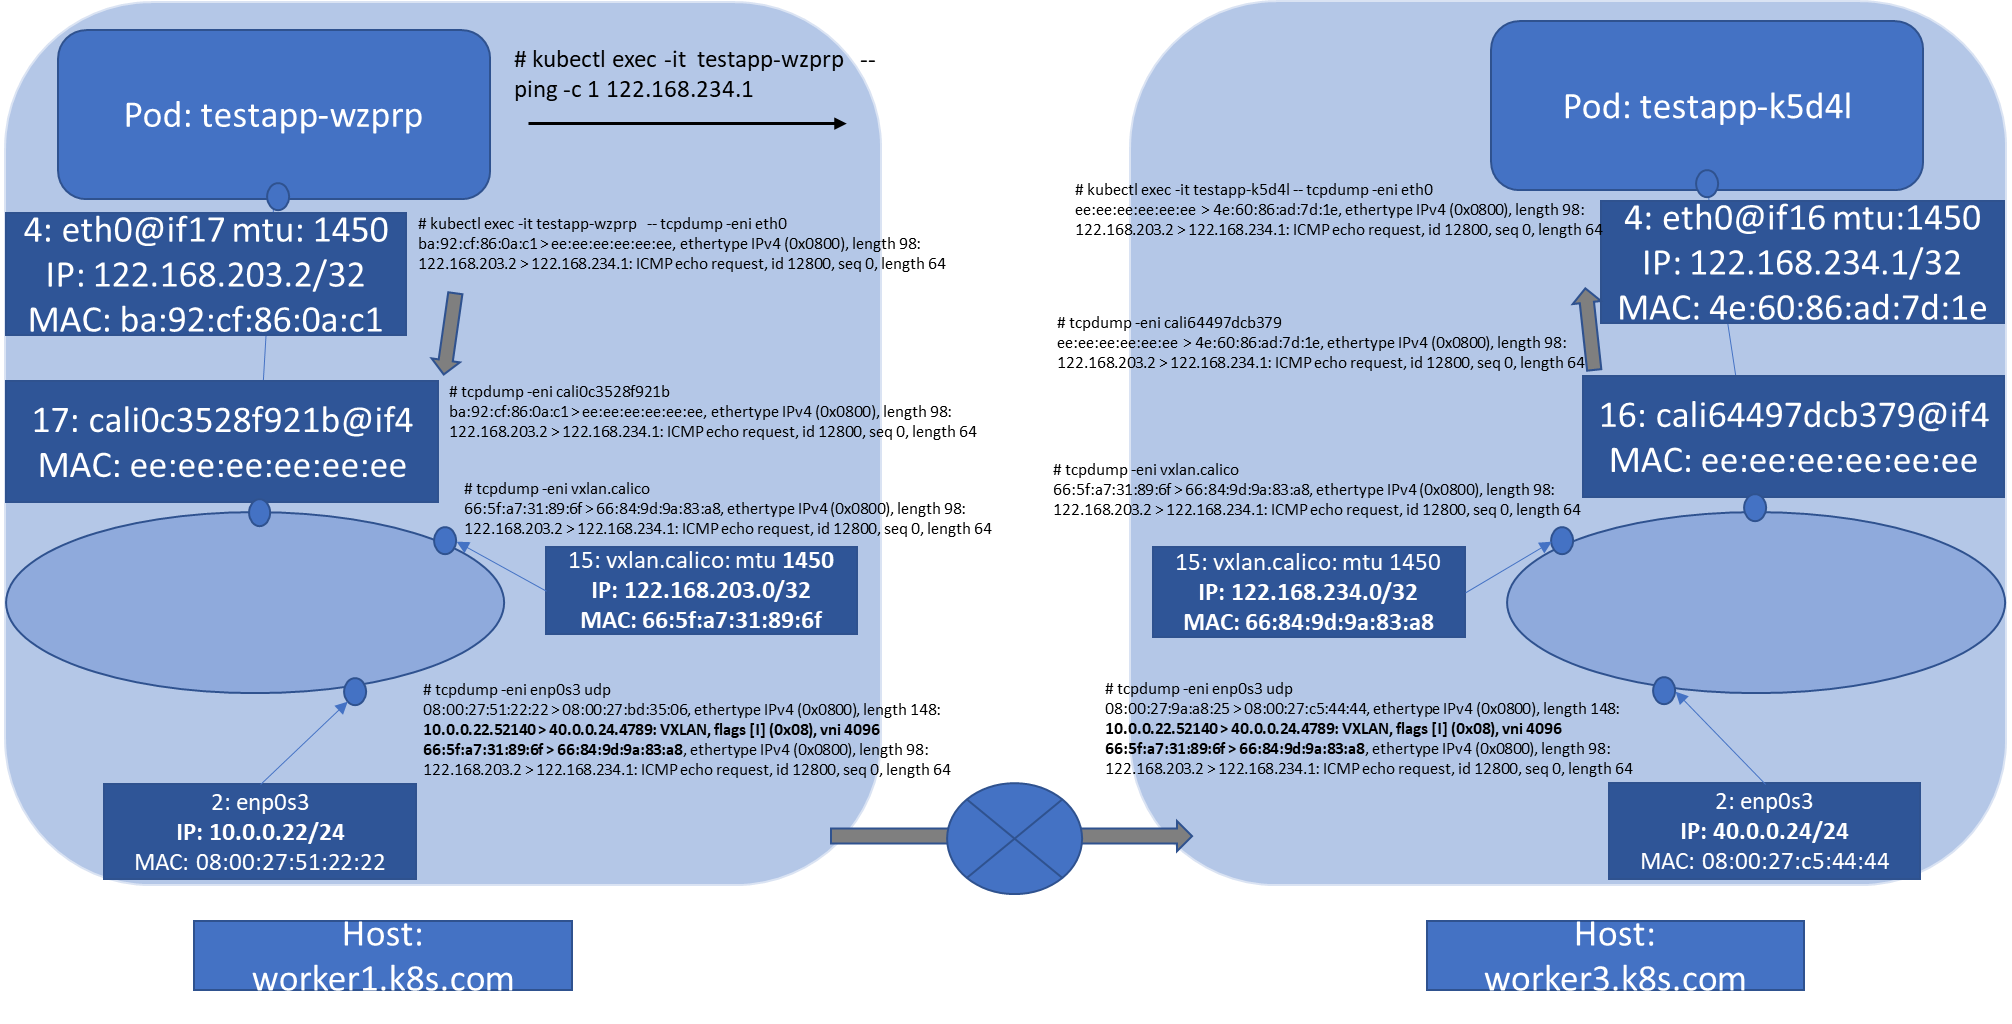 Pod: testapp-wzprp
# kubectl exec -it testapp-wzprp --
ping -c 1 122.168.234.1
4: eth0@if17 mtu: 1450
IP: 122.168.203.2/32
MAC: ba:92:cf:86:0a:c1
# kubectl exec -it testapp-wzprp -- tcpdump -eni eth0
ba:92:cf:86:0a:c1 > ee:ee:ee:ee:ee:ee, ethertype IPv4 (0x0800), length 98:
122.168.203.2 > 122.168.234.1: ICMP echo request, id 12800, seq 0, length 64
17: cali0c3528f921b@if4
MAC: ee:ee:ee:ee:ee:ee
# tcpdump -eni cali0c3528f921b
ba:92:cf:86:0a:c1 > ee:ee:ee:ee:ee:ee, ethertype IPv4 (0x0800), length 98:
122.168.203.2 > 122.168.234.1: ICMP echo request, id 12800, seq 0, length 64
# tcpdump -eni vxlan.calico
66:5f:a7:31:89:6f > 66:84:9d:9a:83:a8, ethertype IPv4 (0x0800), length 98:
122.168.203.2 > 122.168.234.1: ICMP echo request, id 12800, seq 0, length 64
15: vxlan.calico: mtu 1450
IP: 122.168.203.0/32
MAC: 66:5f:a7:31:89:6f
# tcpdump -eni enp0s3 udp
08:00:27:51:22:22 > 08:00:27:bd:35:06, ethertype IPv4 (0x0800), length 148:
10.0.0.22.52140 > 40.0.0.24.4789: VXLAN, flags [I] (0x08), vni 4096
66:5f:a7:31:89:6f > 66:84:9d:9a:83:a8, ethertype IPv4 (0x0800), length 98:
122.168.203.2 > 122.168.234.1: ICMP echo request, id 12800, seq 0, length 64
2: enp0s3
IP: 10.0.0.22/24
MAC: 08:00:27:51:22:22
Host:
worker1.k8s.com
Pod: testapp-k5d4l
# kubectl exec -it testapp-k5d4l -- tcpdump -eni eth0
ee:ee:ee:ee:ee:ee > 4e:60:86:ad:7d:1e, ethertype IPv4 (0x0800), length 98:
122.168.203.2 > 122.168.234.1: ICMP echo request, id 12800, seq 0, length 64
4: eth0@if16 mtu:1450
IP: 122.168.234.1/32
MAC: 4e:60:86:ad:7d:1e
# tcpdump -eni cali64497dcb379
ee:ee:ee:ee:ee:ee > 4e:60:86:ad:7d:1e, ethertype IPv4 (0x0800), length 98:
122.168.203.2 > 122.168.234.1: ICMP echo request, id 12800, seq 0, length 64
16: cali64497dcb379@if4
MAC: ee:ee:ee:ee:ee:ee
# tcpdump -eni vxlan.calico
66:5f:a7:31:89:6f > 66:84:9d:9a:83:a8, ethertype IPv4 (0x0800), length 98:
122.168.203.2 > 122.168.234.1: ICMP echo request, id 12800, seq 0, length 64
15: vxlan.calico: mtu 1450
IP: 122.168.234.0/32
MAC: 66:84:9d:9a:83:a8
# tcpdump -eni enp0s3 udp
08:00:27:9a:a8:25 > 08:00:27:c5:44:44, ethertype IPv4 (0x0800), length 148:
10.0.0.22.52140 > 40.0.0.24.4789: VXLAN, flags [I] (0x08), vni 4096
66:5f:a7:31:89:6f > 66:84:9d:9a:83:a8, ethertype IPv4 (0x0800), length 98:
122.168.203.2 > 122.168.234.1: ICMP echo request, id 12800, seq 0, length 64
2: enp0s3
IP: 40.0.0.24/24
MAC: 08:00:27:c5:44:44
Host:
worker3.k8s.com